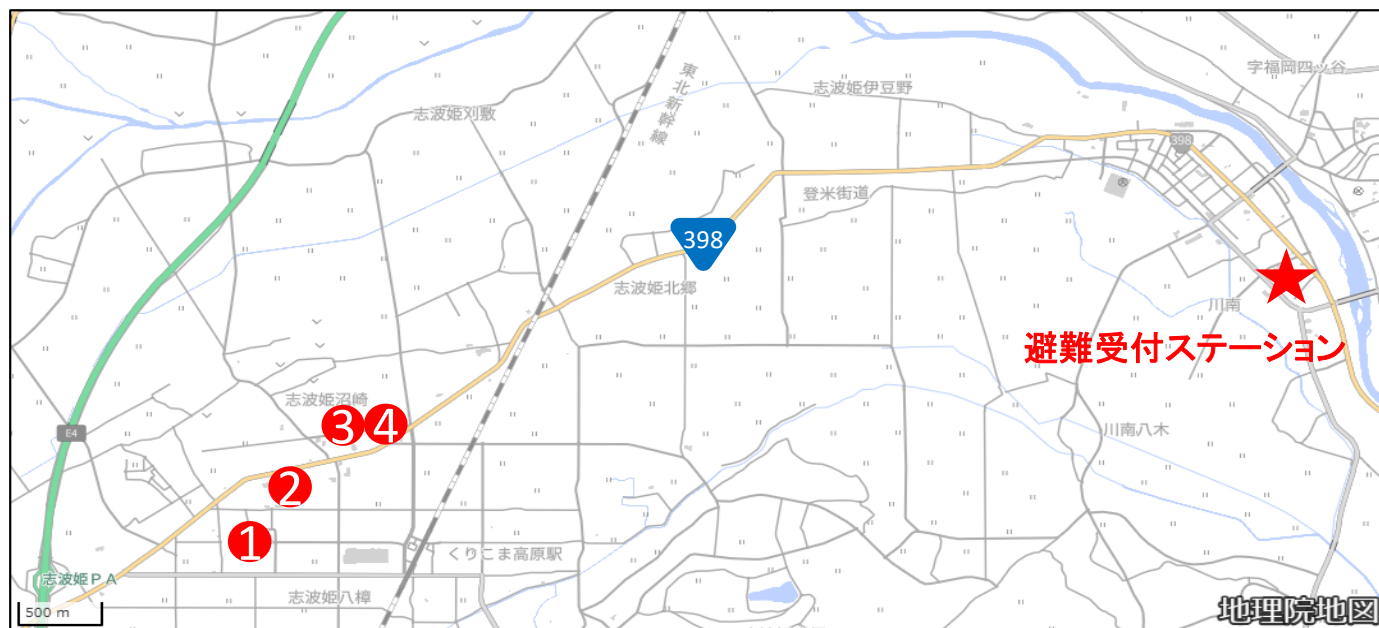 字福岡四ッ谷
東北新幹線
志波姫伊豆野
志波姫刈敷
398
登米街道
398
志波姫北郷
川南
避難受付ステーション
志波姫沼崎
3 4
E4
川南八木
2
1
くりこま高原駅
志波姫PA
志波姫八樟
500 m
地理院地図